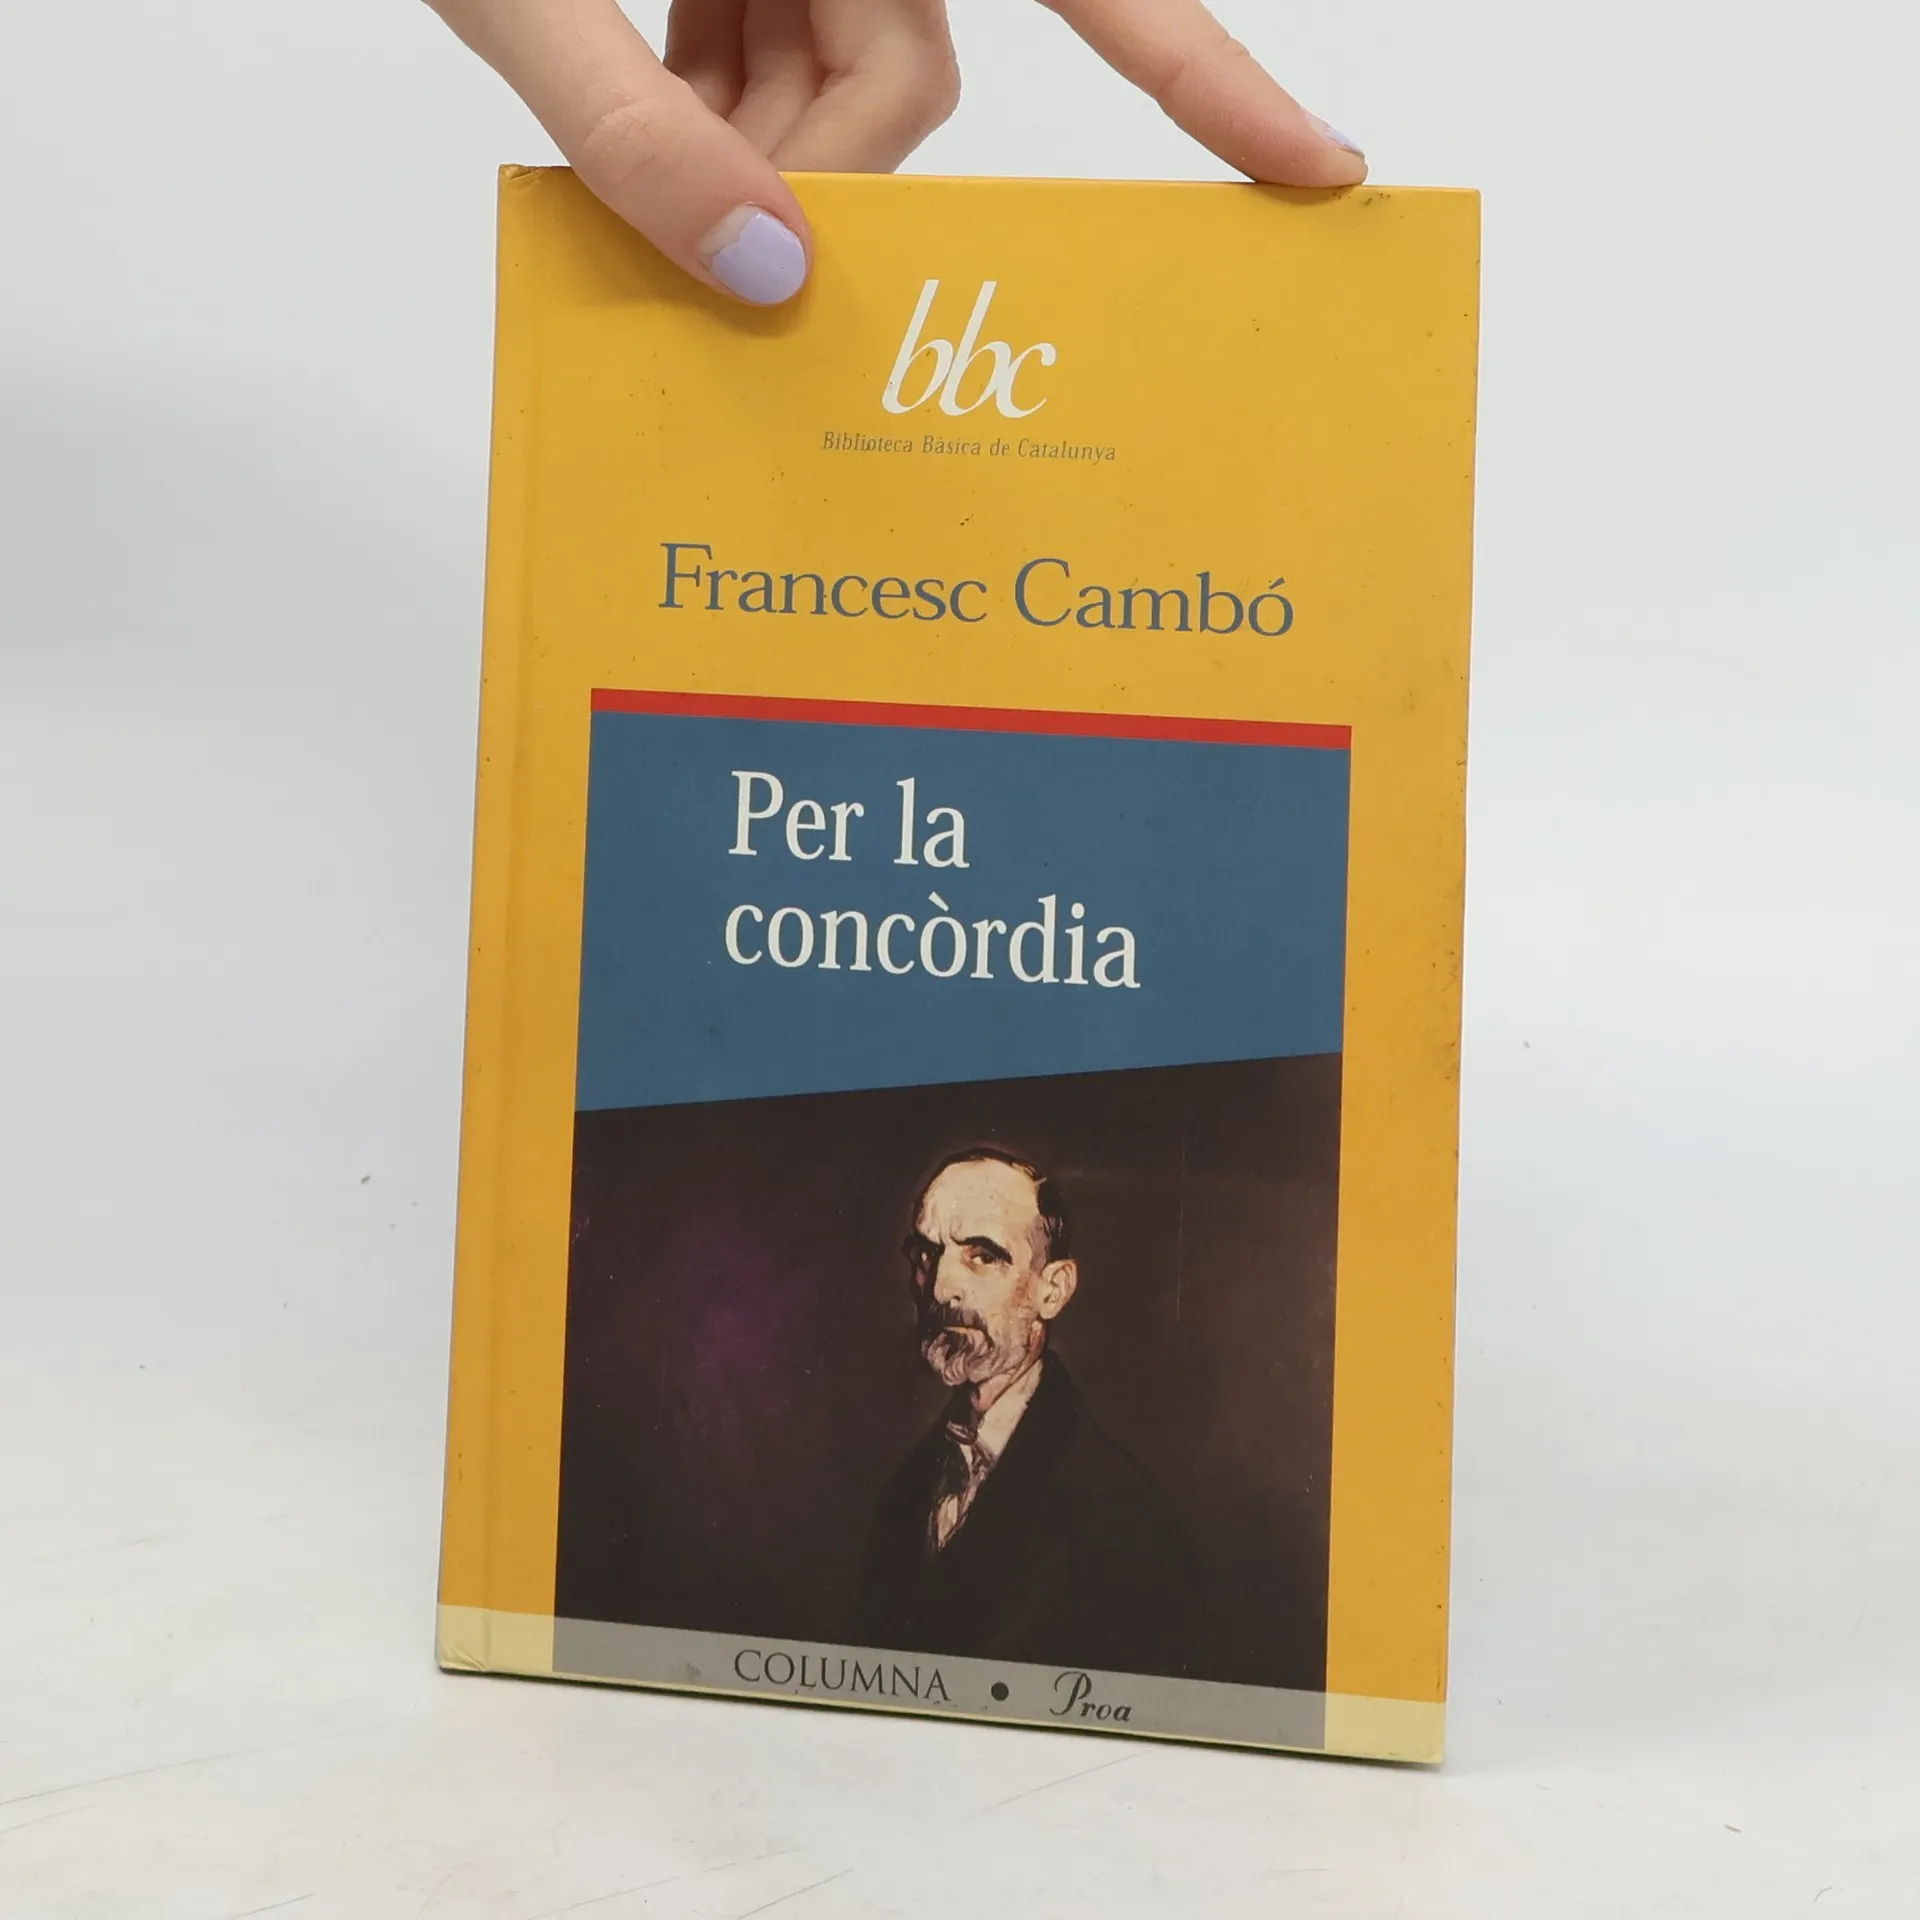 bbc
Biblioteca Bàsica de Catalunya
Francesc Cambó
Per la
concòrdia
COLUMNA • Proa